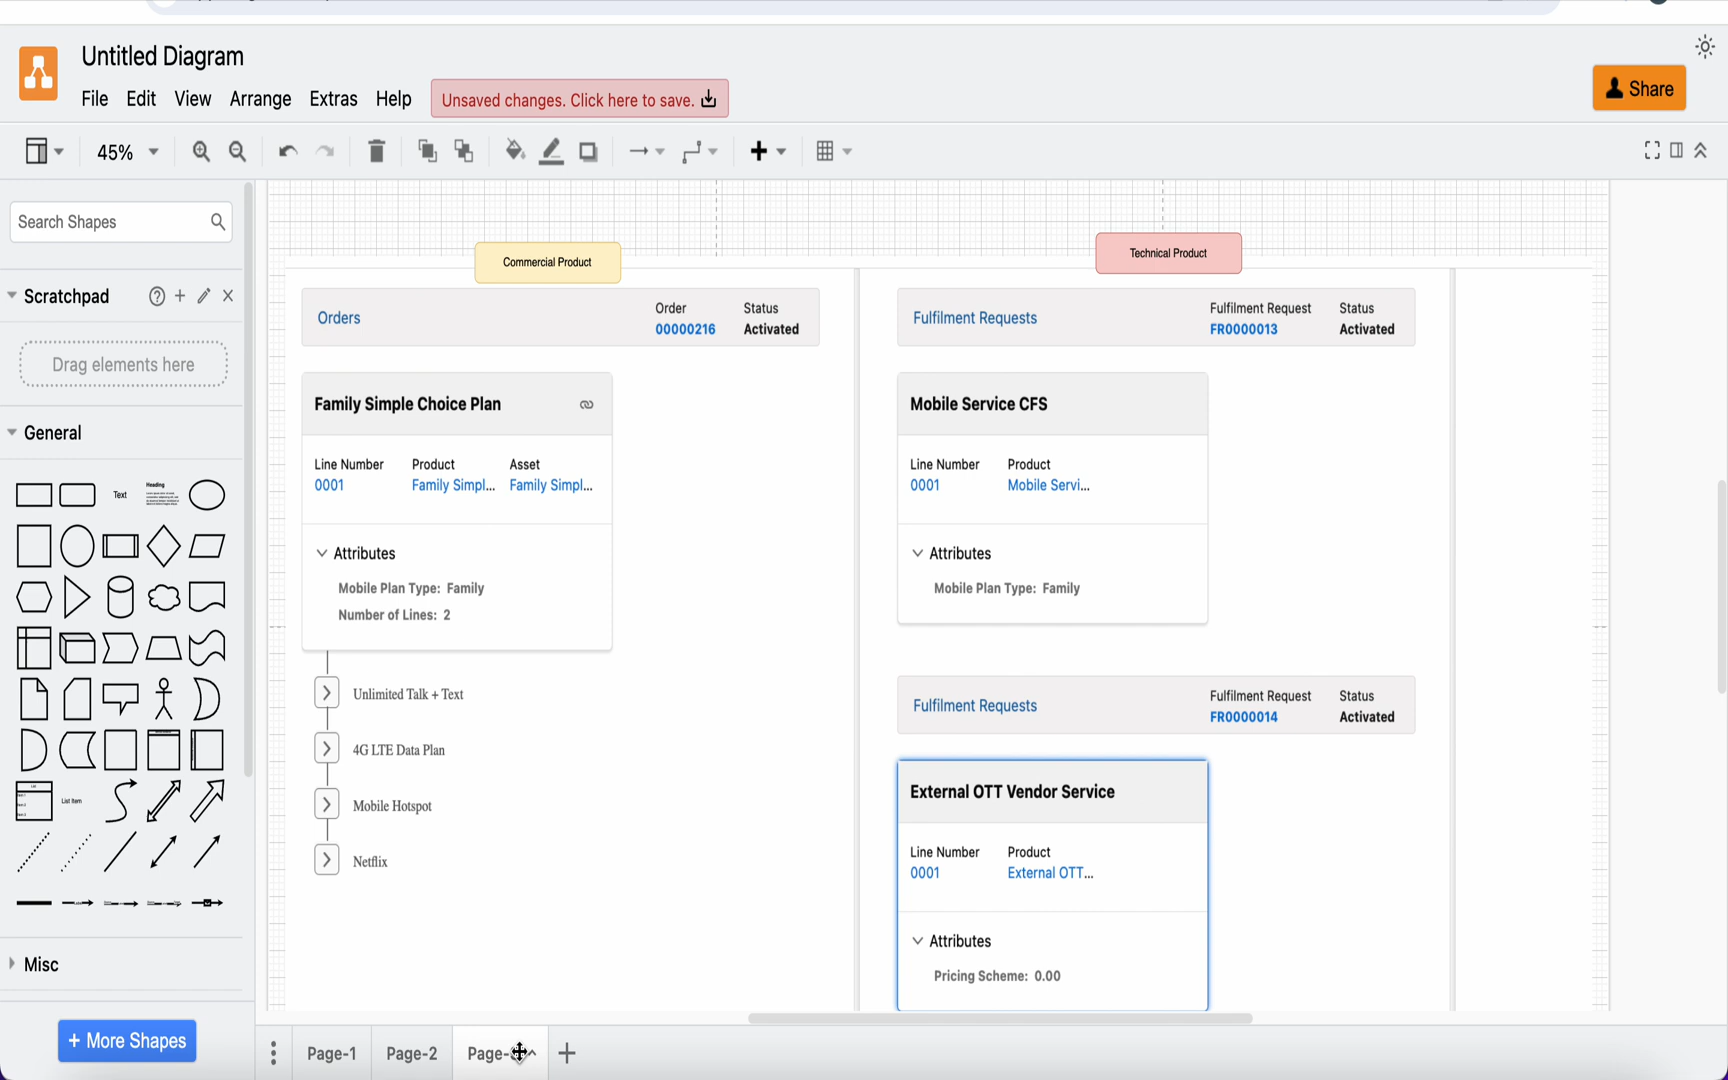 Untitled Diagram
File Edit View Arrange Extras Help Unsaved changes. Click here to save.
Share
45%
Search Shapes
Commercial Product
Technical Product
Scratchpad
Drag elements here
Orders
Order
00000216
Status
Activated
Fulfilment Requests
Fulfilment Request
FR0000013
Status
Activated
General
Family Simple Choice Plan
Line Number
0001
Product
Family Simpl...
Asset
Family Simpl...
Attributes
Mobile Plan Type: Family
Number of Lines: 2
Unlimited Talk + Text
4G LTE Data Plan
Mobile Hotspot
Netflix
Mobile Service CFS
Line Number
0001
Product
Mobile Servi...
Attributes
Mobile Plan Type: Family
Fulfilment Requests
Fulfilment Request
FR0000014
Status
Activated
External OTT Vendor Service
Line Number
0001
Product
External OTT...
Attributes
Pricing Scheme: 0.00
Text
Heading
List Item
Misc
+ More Shapes
Page-1 Page-2 Page-